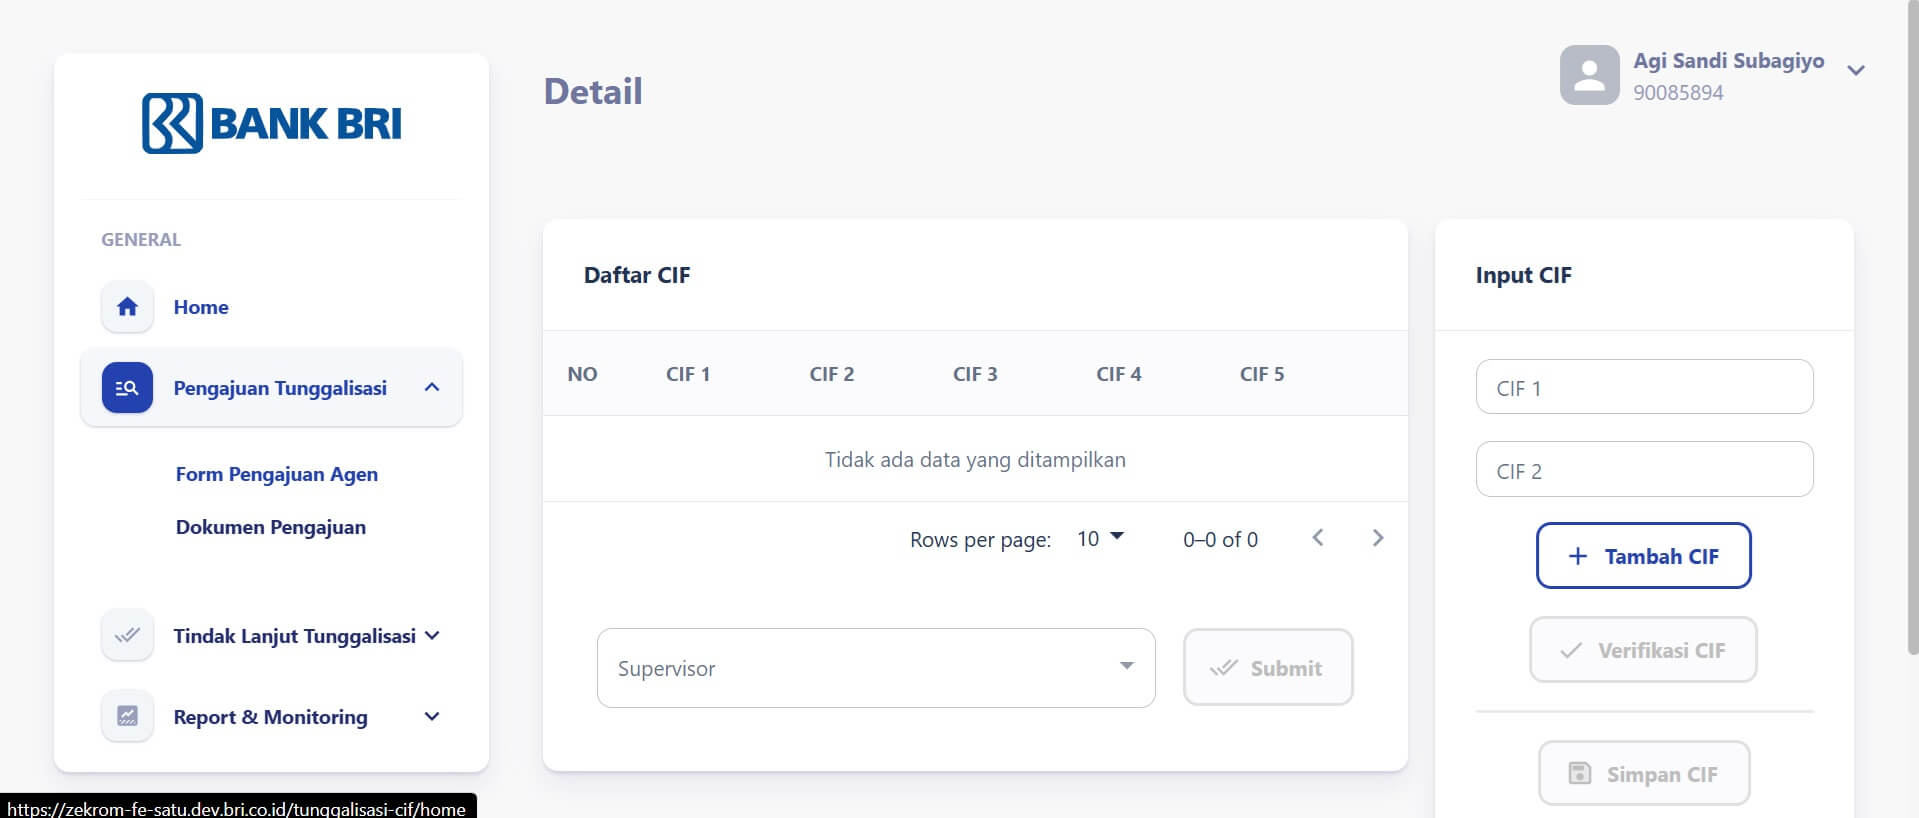 BANK BRI
GENERAL
Home
Pengajuan Tunggalisasi
Form Pengajuan Agen
Dokumen Pengajuan
Tindak Lanjut Tunggalisasi
Report & Monitoring
https://zekrom-fe-satu.dev.bri.co.id/tunggalisasi-cif/home
Detail
Agi Sandi Subagiyo
90085894
Daftar CIF
NO CIF 1 CIF 2 CIF 3 CIF 4 CIF 5
Tidak ada data yang ditampilkan
Rows per page: 10 0–0 of 0
Supervisor
Submit
Input CIF
CIF 1
CIF 2
+ Tambah CIF
Verifikasi CIF
Simpan CIF